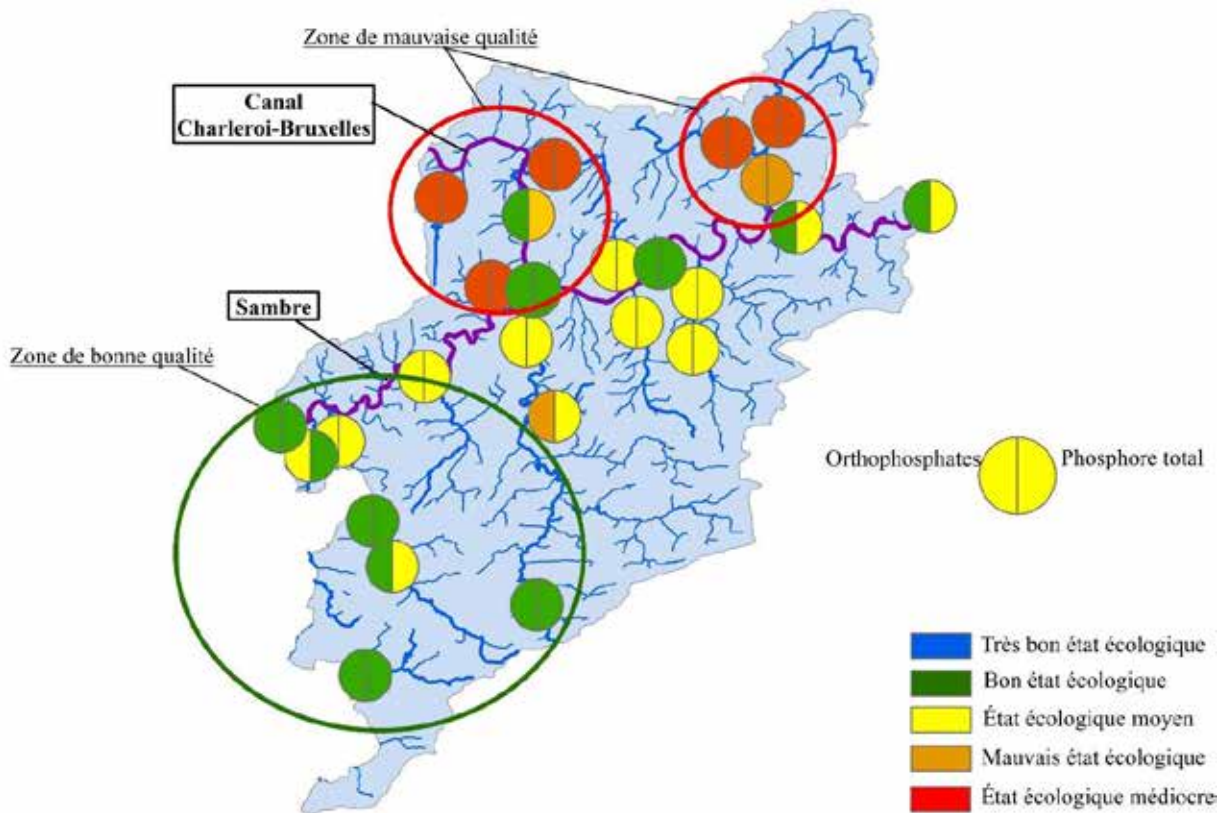 Zone de mauvaise qualité
Canal
Charleroi-Bruxelles
Sambre
Zone de bonne qualité
Orthophosphates
Phosphore total
Très bon état écologique
Bon état écologique
État écologique moyen
Mauvais état écologique
État écologique médiocre